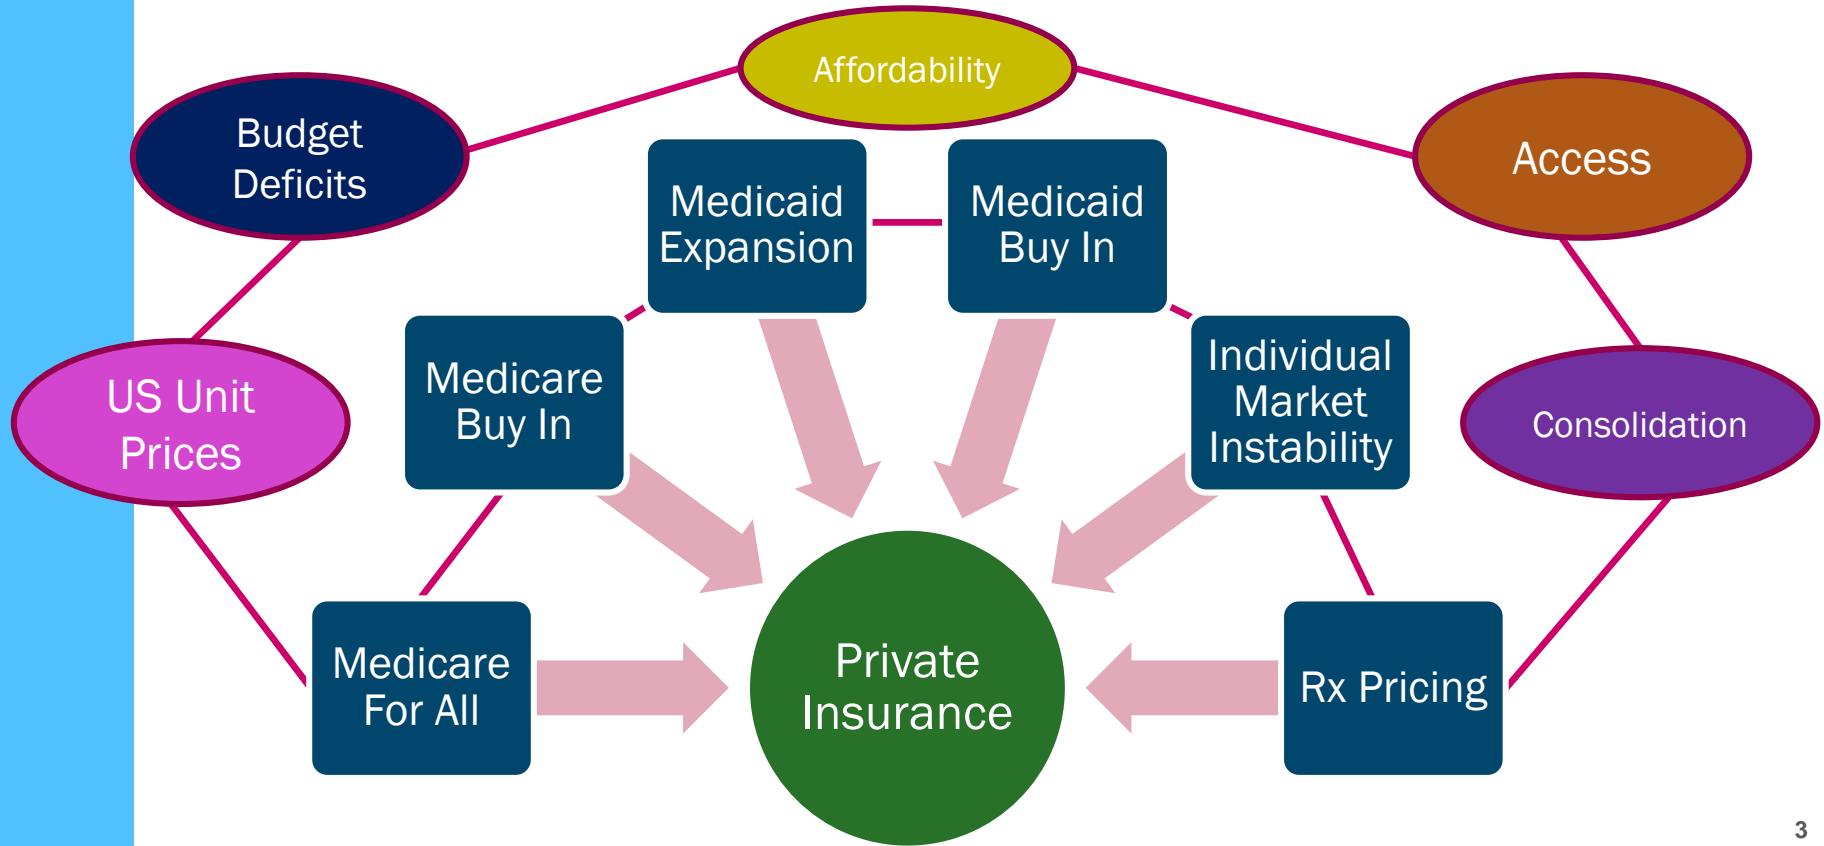 Affordability
Budget
Deficits
Access
Medicaid
Expansion
Medicaid
Buy In
US Unit
Prices
Medicare
Buy In
Individual
Market
Instability
Consolidation
Medicare
For All
Private
Insurance
Rx Pricing
3